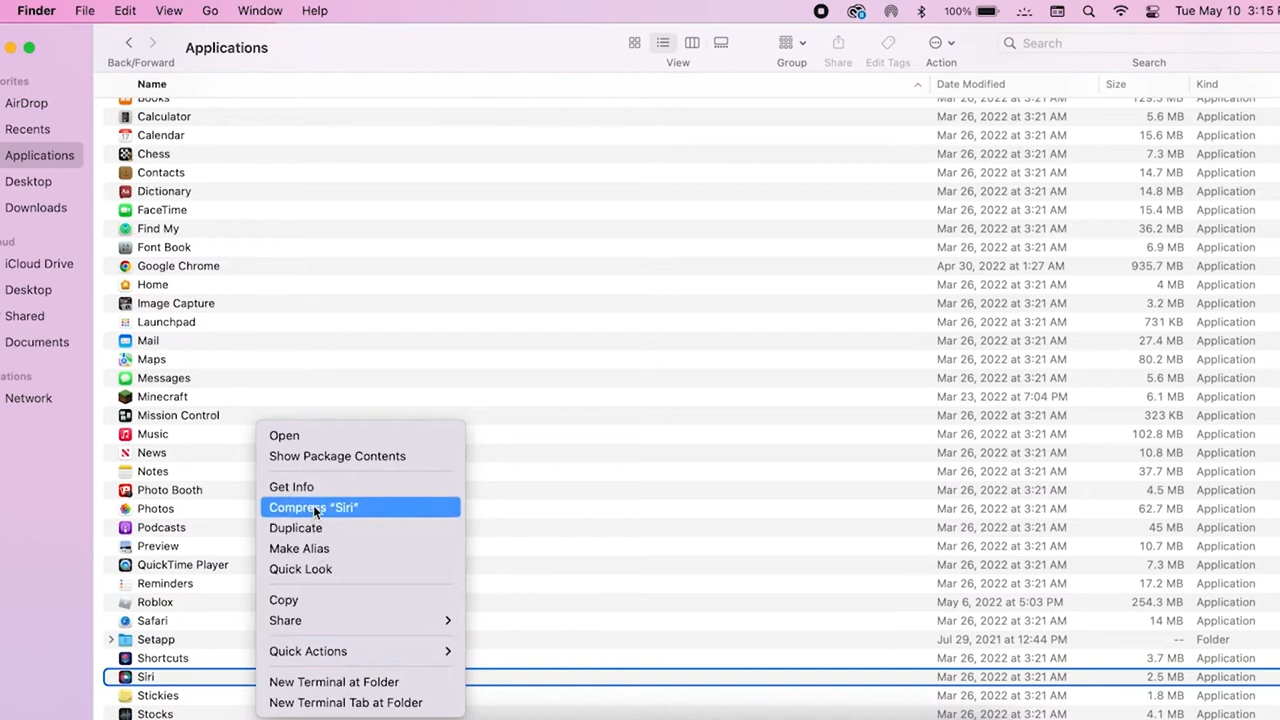 Finder File Edit View Go Window Help 100% Tue May 10 3:15 P
Applications
Back/Forward View Group Share Edit Tags Action Search Search
Name Date Modified Size Kind
orites
AirDrop
Recents
Applications
Desktop
Downloads
oud
iCloud Drive
Desktop
Shared
Documents
ations
Network
Books Mar 26, 2022 at 3:21 AM 129.3 MB Application
Calculator Mar 26, 2022 at 3:21 AM 5.6 MB Application
Calendar Mar 26, 2022 at 3:21 AM 15.6 MB Application
Chess Mar 26, 2022 at 3:21 AM 7.3 MB Application
Contacts Mar 26, 2022 at 3:21 AM 14.7 MB Application
Dictionary Mar 26, 2022 at 3:21 AM 14.8 MB Application
FaceTime Mar 26, 2022 at 3:21 AM 15.4 MB Application
Find My Mar 26, 2022 at 3:21 AM 36.2 MB Application
Font Book Mar 26, 2022 at 3:21 AM 6.9 MB Application
Google Chrome Apr 30, 2022 at 1:27 AM 935.7 MB Application
Home Mar 26, 2022 at 3:21 AM 4 MB Application
Image Capture Mar 26, 2022 at 3:21 AM 3.2 MB Application
Launchpad Mar 26, 2022 at 3:21 AM 731 KB Application
Mail Mar 26, 2022 at 3:21 AM 27.4 MB Application
Maps Mar 26, 2022 at 3:21 AM 80.2 MB Application
Messages Mar 26, 2022 at 3:21 AM 5.6 MB Application
Minecraft Mar 23, 2022 at 7:04 PM 6.1 MB Application
Mission Control Mar 26, 2022 at 3:21 AM 323 KB Application
Music Mar 26, 2022 at 3:21 AM 102.8 MB Application
News Mar 26, 2022 at 3:21 AM 10.8 MB Application
Notes Mar 26, 2022 at 3:21 AM 37.7 MB Application
Photo Booth Mar 26, 2022 at 3:21 AM 4.5 MB Application
Photos Mar 26, 2022 at 3:21 AM 62.7 MB Application
Podcasts Mar 26, 2022 at 3:21 AM 45 MB Application
Preview Mar 26, 2022 at 3:21 AM 10.7 MB Application
QuickTime Player Mar 26, 2022 at 3:21 AM 7.3 MB Application
Reminders Mar 26, 2022 at 3:21 AM 17.2 MB Application
Roblox May 6, 2022 at 5:03 PM 254.3 MB Application
Safari Mar 26, 2022 at 3:21 AM 14 MB Application
Setapp Jul 29, 2021 at 12:44 PM -- Folder
Shortcuts Mar 26, 2022 at 3:21 AM 3.7 MB Application
Siri Mar 26, 2022 at 3:21 AM 2.5 MB Application
Stickies Mar 26, 2022 at 3:21 AM 1.8 MB Application
Stocks Mar 26, 2022 at 3:21 AM 5.6 MB Application
Open
Show Package Contents
Get Info
Compress “Siri”
Duplicate
Make Alias
Quick Look
Copy
Share
Quick Actions
New Terminal at Folder
New Terminal Tab at Folder